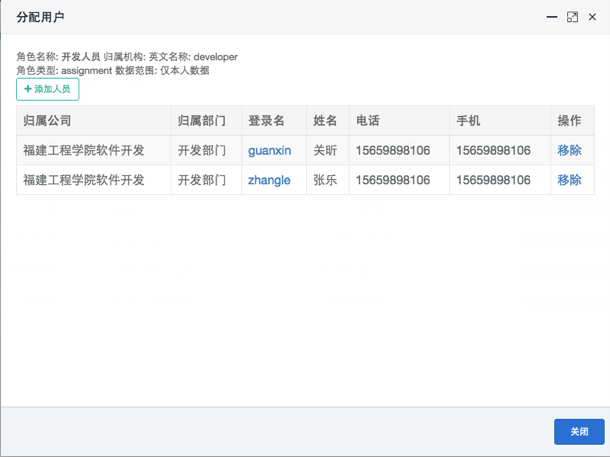 分配用户
角色名称: 开发人员 归属机构: 英文名称: developer
角色类型: assignment 数据范围: 仅本人数据
+ 添加人员
归属公司 归属部门 登录名 姓名 电话 手机 操作
福建工程学院软件开发 开发部门 guanxin 关昕 15659898106 15659898106 移除
福建工程学院软件开发 开发部门 zhangle 张乐 15659898106 15659898106 移除
关闭